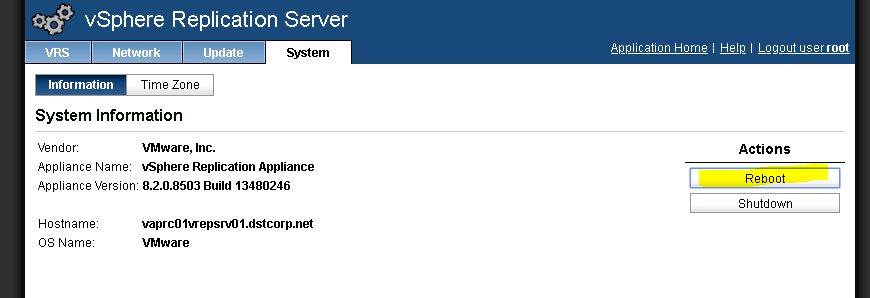 vSphere Replication Server
VRS Network Update System
Application Home | Help | Logout user root
Information Time Zone
System Information
Vendor: VMware, Inc.
Appliance Name: vSphere Replication Appliance
Appliance Version: 8.2.0.8503 Build 13480246
Hostname: vaprc01vrepsrv01.dstcorp.net
OS Name: VMware
Actions
Reboot
Shutdown